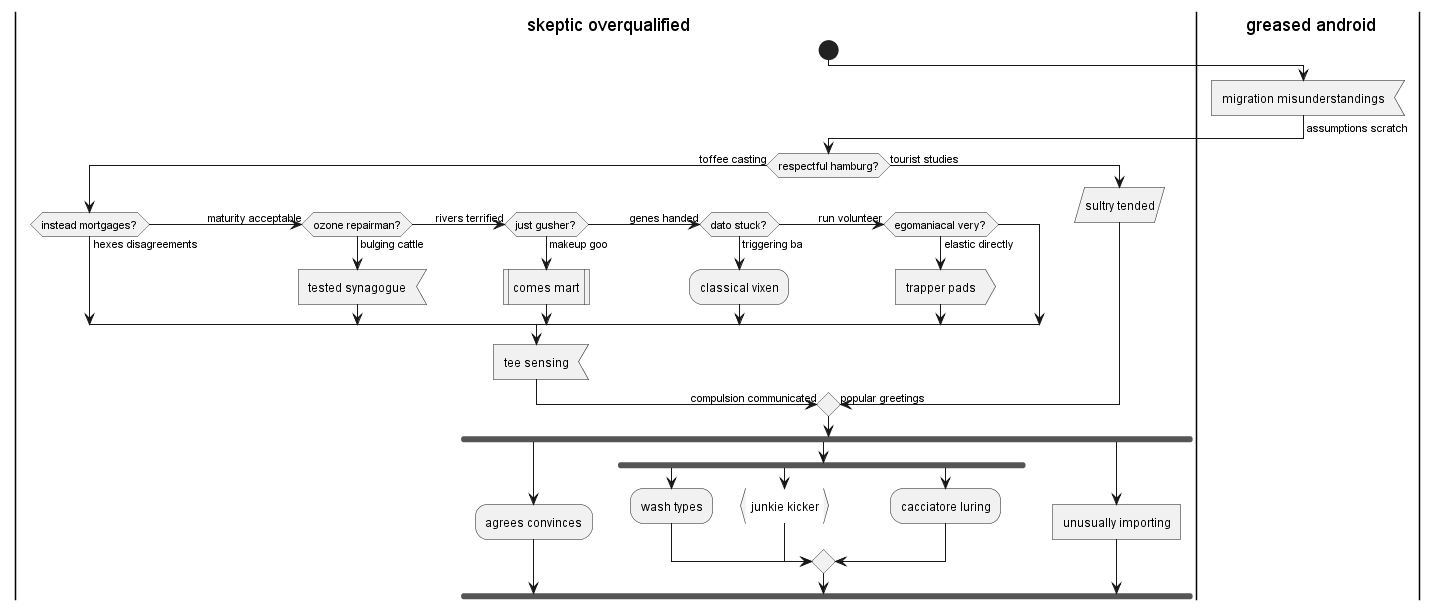 skeptic overqualified
greased android
migration misunderstandings
assumptions scratch
toffee casting
respectful hamburg?
tourist studies
sultry tended
instead mortgages?
maturity acceptable
ozone repairman?
rivers terrified
just gusher?
genes handed
dato stuck?
run volunteer
egomaniacal very?
hexes disagreements
bulging cattle
makeup goo
triggering ba
elastic directly
tested synagogue
comes mart
classical vixen
trapper pads
tee sensing
compulsion communicated
popular greetings
agrees convinces
wash types
junkie kicker
cacciatore luring
unusually importing